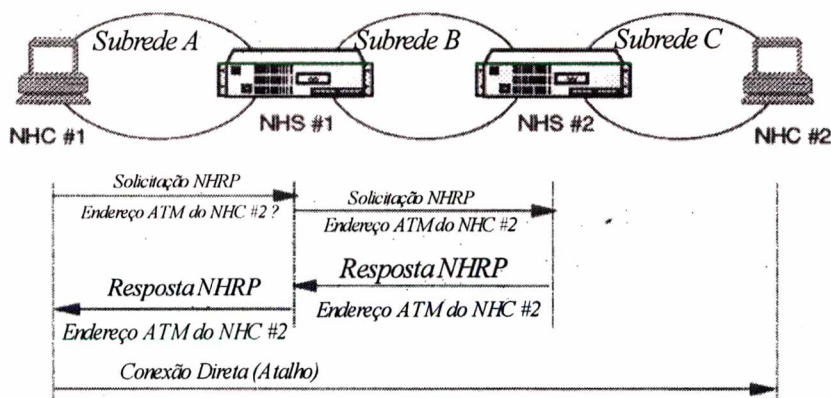 Subrede A
Subrede B
Subrede C
NHC #1
NHS #1
NHS #2
NHC #2
Solicitação NHRP
Endereço ATM do NHC #2 ?
Solicitação NHRP
Endereço ATM do NHC #2
Resposta NHRP
Endereço ATM do NHC #2
Resposta NHRP
Endereço ATM do NHC #2
Conexão Direta (Atalho)